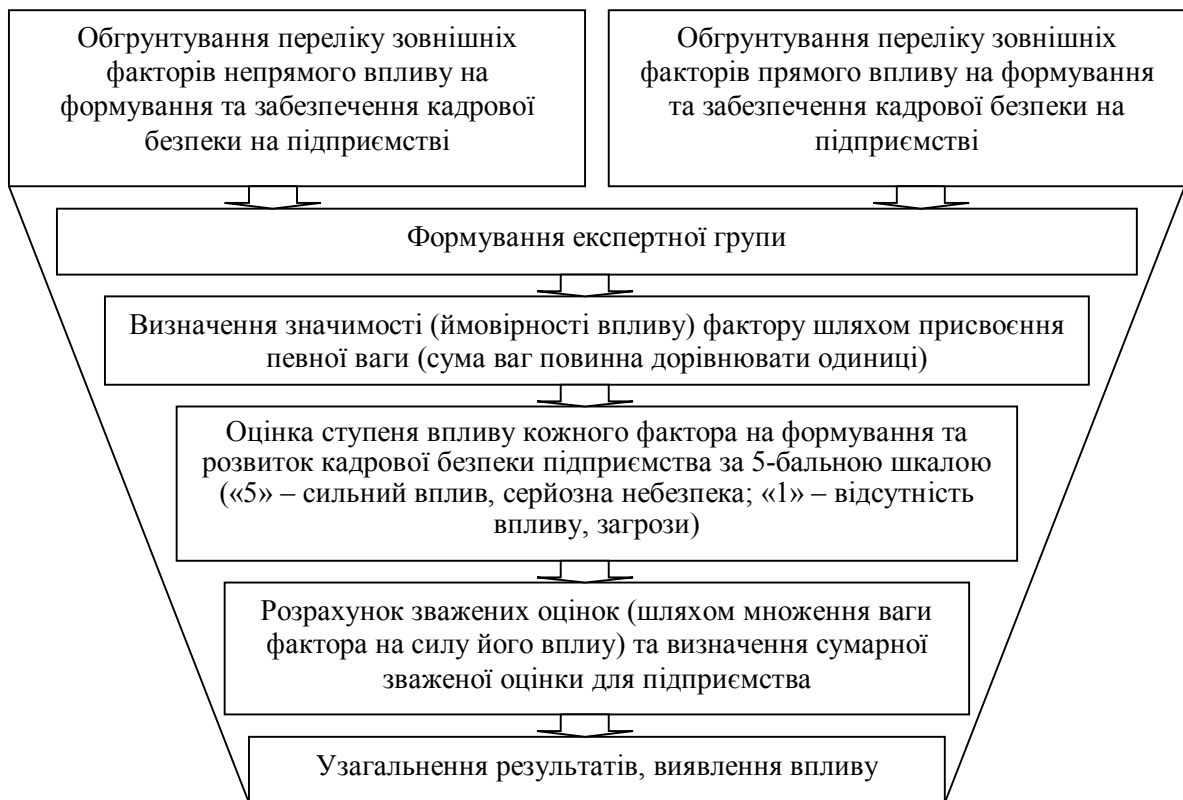 Обгрунтування переліку зовнішніх
факторів непрямого впливу на
формування та забезпечення кадрової
безпеки на підприємстві
Обгрунтування переліку зовнішніх
факторів прямого впливу на формування
та забезпечення кадрової безпеки на
підприємстві
Формування експертної групи
Визначення значимості (ймовірності впливу) фактору шляхом присвоєння
певної ваги (сума ваг повинна дорівнювати одиниці)
Оцінка ступеня впливу кожного фактора на формування та
розвиток кадрової безпеки підприємства за 5-бальною шкалою
(«5» – сильний вплив, серйозна небезпека; «1» – відсутність
впливу, загрози)
Розрахунок зважених оцінок (шляхом множення ваги
фактора на силу його вплиу) та визначення сумарної
зваженої оцінки для підприємства
Узагальнення результатів, виявлення впливу